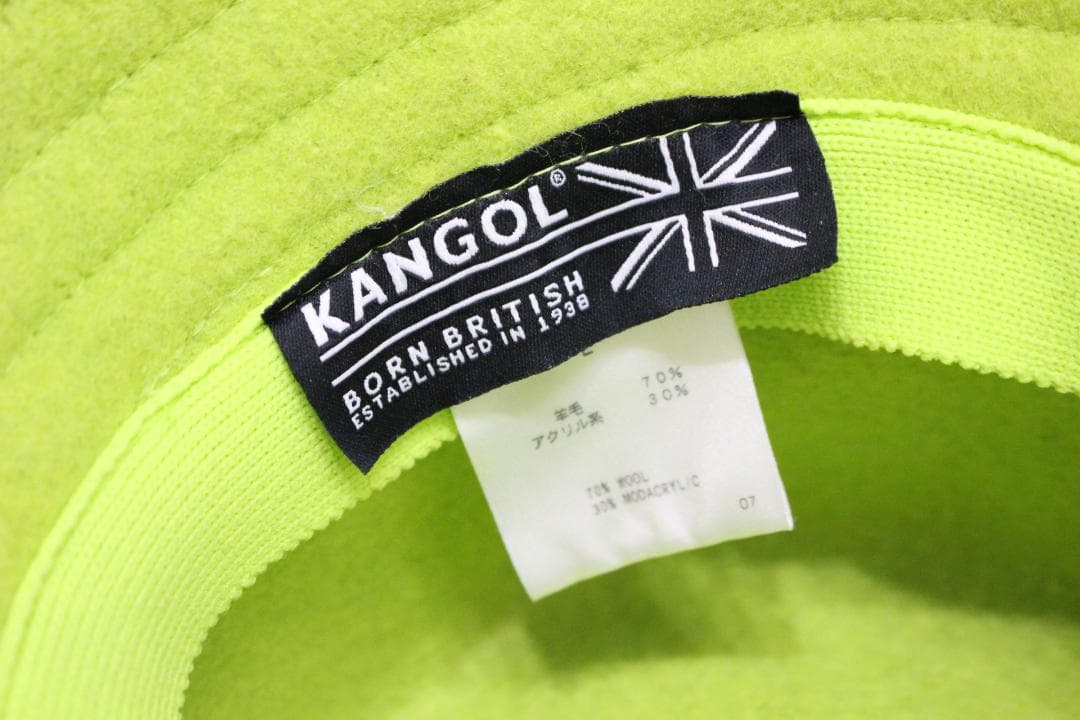 KANGOL®
BORN BRITISH
ESTABLISHED IN 1938
羊毛 70%
アクリル系 30%
70% WOOL
30% MODACRYLIC
07